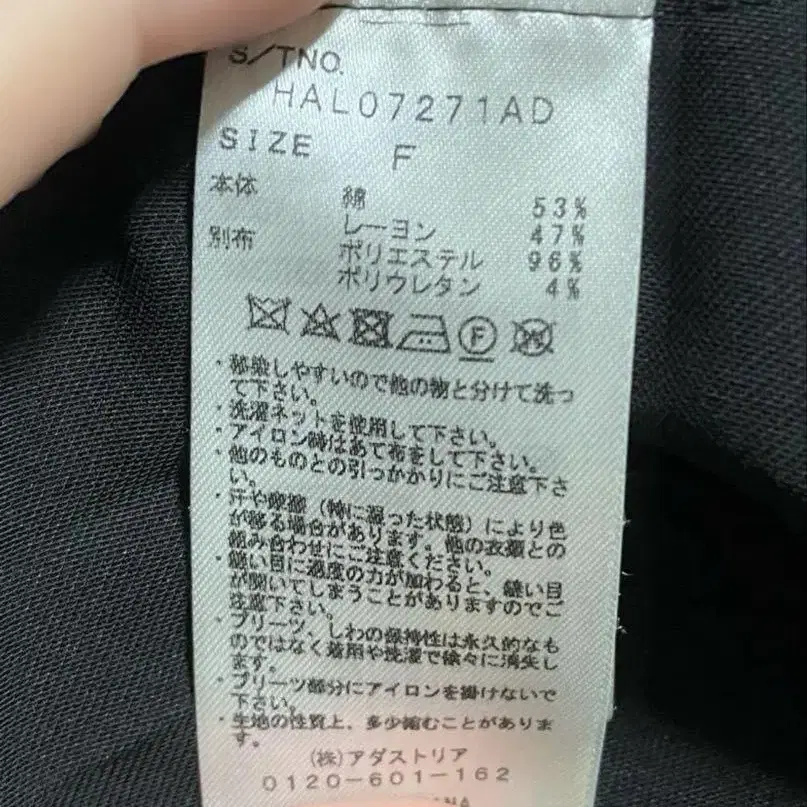 S/TNO.
HAL07271AD
SIZE F
本体 綿 53%
レーヨン 47%
別布 ポリエステル 96%
ポリウレタン 4%
F
・移染しやすいので他の物と分けて洗っ
て下さい。
・洗濯ネットを使用して下さい。
・アイロン時はあて布をして下さい。
・他のものとの引っかかりにご注意下さ
い。
・汗や摩擦(特に湿った状態)により色
が移る場合があります。他の衣類との
組み合わせにご注意ください。
・縫い目に過度の力が加わると、縫い目
が開いてしまうことがありますのでご
注意下さい。
・プリーツ、しわの保持性は永久的なも
のではなく着用や洗濯で徐々に消失し
ます。
・プリーツ部分にアイロンを掛けないで
下さい。
・生地の性質上、多少縮むことがありま
す。
(株)アダストリア
0120-601-162